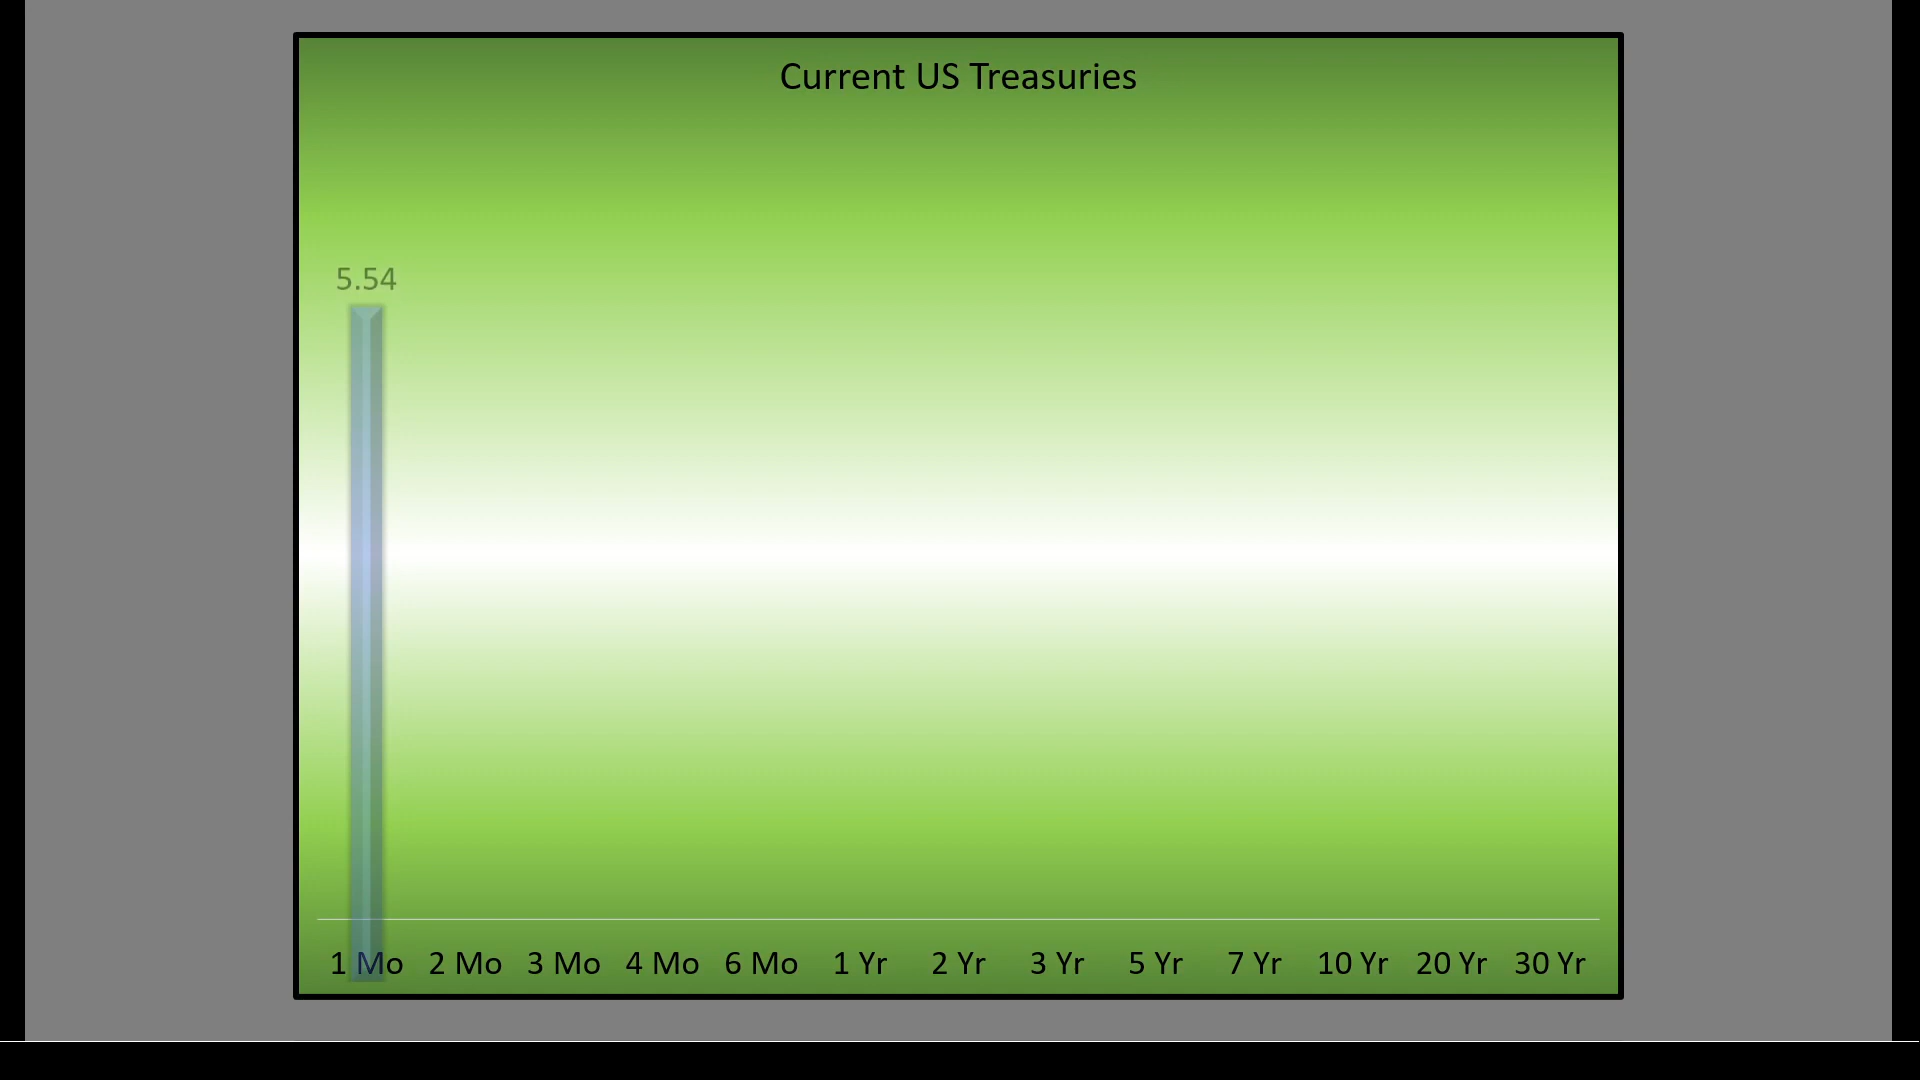 Current US Treasuries
5.54
1 Mo 2 Mo 3 Mo 4 Mo 6 Mo 1 Yr 2 Yr 3 Yr 5 Yr 7 Yr 10 Yr 20 Yr 30 Yr